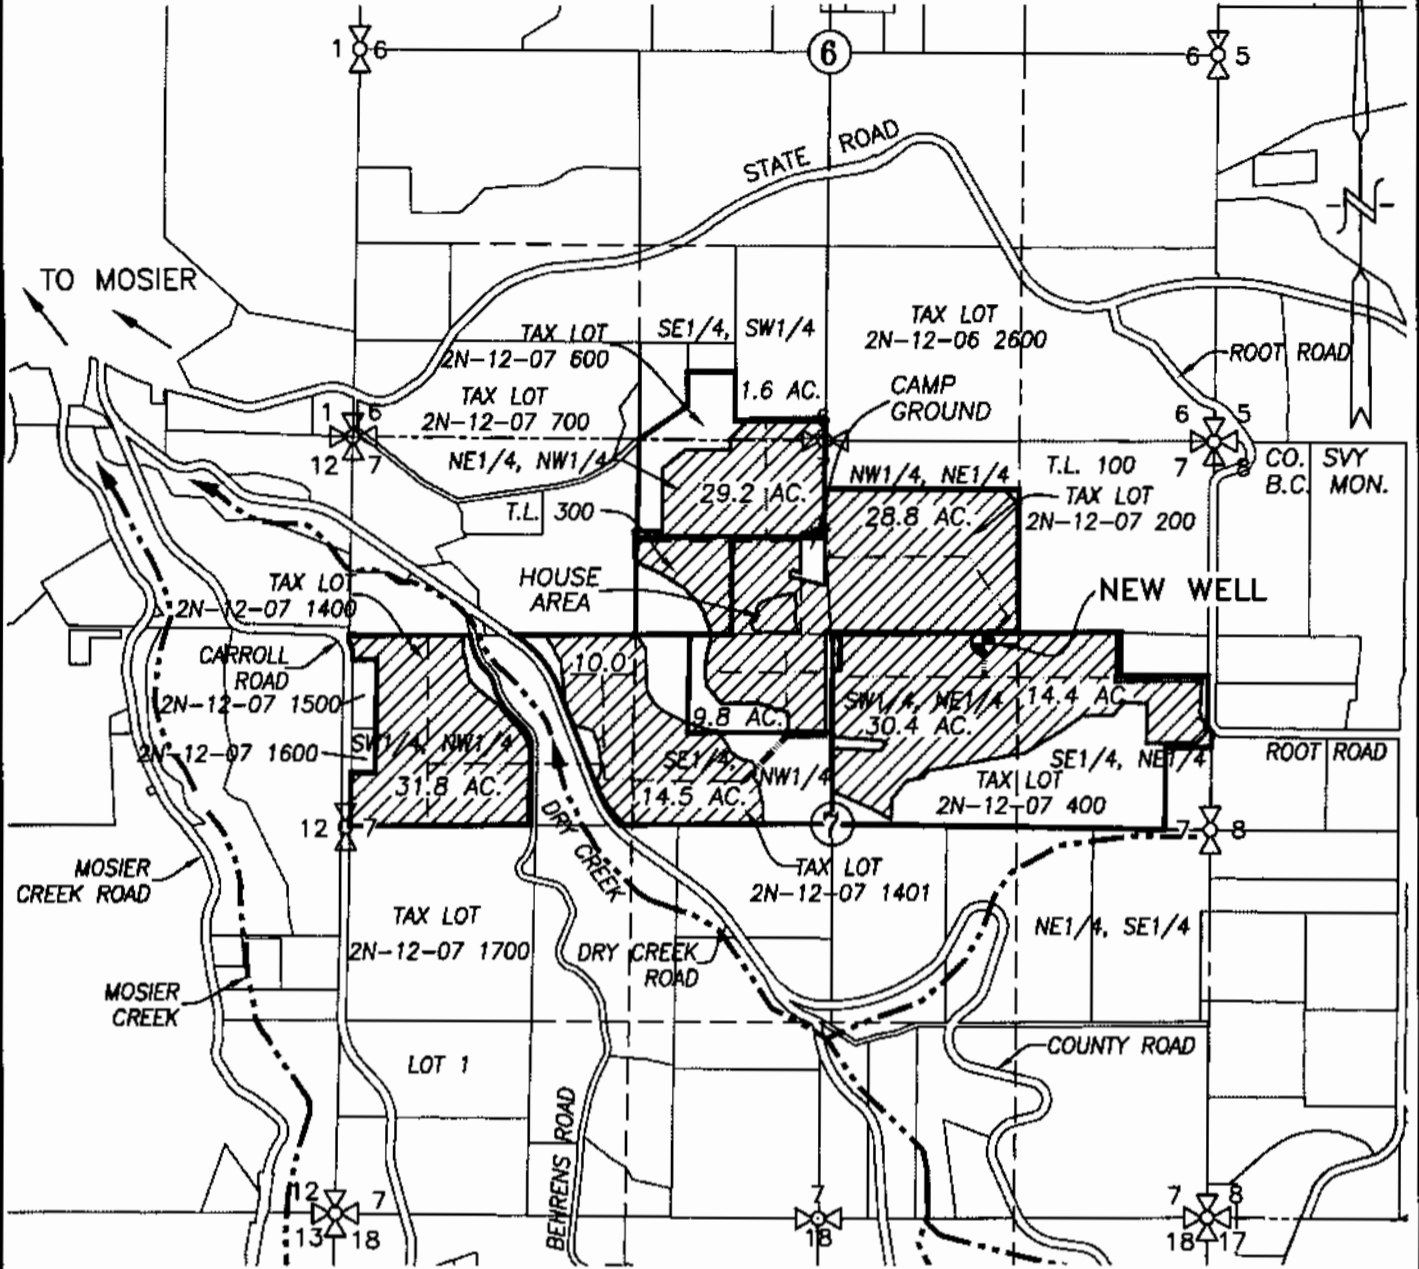 1 6
6
6 5
STATE ROAD
TO MOSIER
TAX LOT
2N-12-07 600
SE1/4, SW1/4
TAX LOT
2N-12-06 2600
ROOT ROAD
TAX LOT
2N-12-07 700
1.6 AC.
CAMP
GROUND
1 6
12 7
6 5
7 8
NE1/4, NW1/4
NW1/4, NE1/4
T.L. 100
CO. SVY
B.C. MON.
29.2 AC.
28.8 AC.
TAX LOT
2N-12-07 200
T.L. 300
HOUSE
AREA
NEW WELL
TAX LOT
2N-12-07 1400
CARROLL
ROAD
10.0
2N-12-07 1500
9.8 AC.
SW1/4, NE1/4
14.4 AC
30.4 AC.
2N-12-07 1600
SW1/4, NW1/4
SE1/4,
NW1/4
SE1/4, NE1/4
ROOT ROAD
31.8 AC.
14.5 AC.
TAX LOT
2N-12-07 400
12 7
7
7 8
DRY CREEK
MOSIER
CREEK ROAD
TAX LOT
2N-12-07 1401
TAX LOT
2N-12-07 1700
DRY CREEK
ROAD
NE1/4, SE1/4
MOSIER
CREEK
COUNTY ROAD
LOT 1
BEHRENS ROAD
12 7
13 18
7
18
7 8
18 17